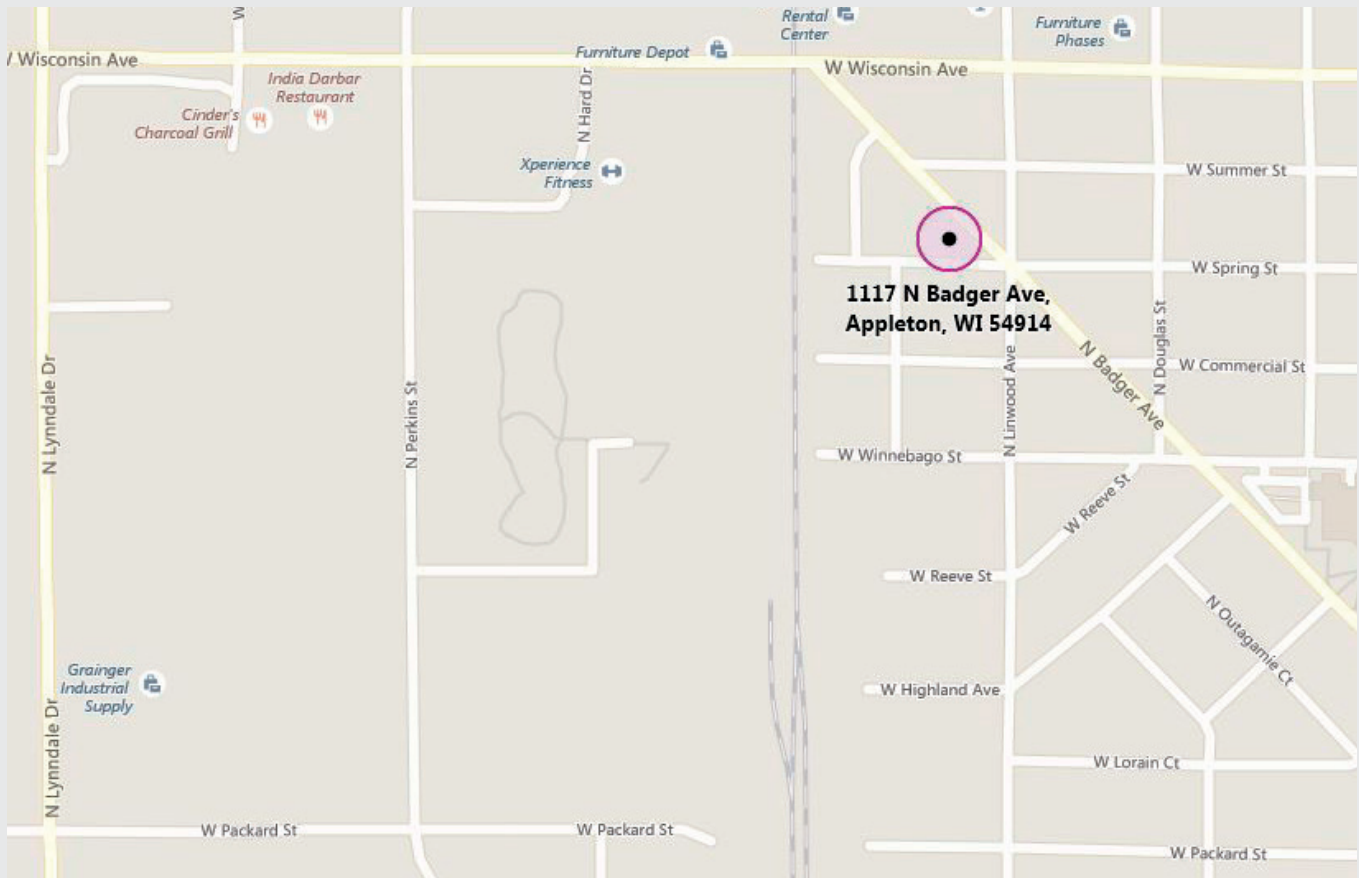 W
Rental
Center
Furniture
Phases
W Wisconsin Ave
Furniture Depot
W Wisconsin Ave
India Darbar
Restaurant
Cinder's
Charcoal Grill
N Hard Dr
Xperience
Fitness
W Summer St
W Spring St
1117 N Badger Ave,
Appleton, WI 54914
N Lynndale Dr
N Perkins St
N Linwood Ave
N Douglas St
N Badger Ave
W Commercial St
W Winnebago St
W Reeve St
W Reeve St
N Outagamie Ct
Grainger
Industrial
Supply
W Highland Ave
N Lynndale Dr
W Lorain Ct
W Packard St
W Packard St
W Packard St